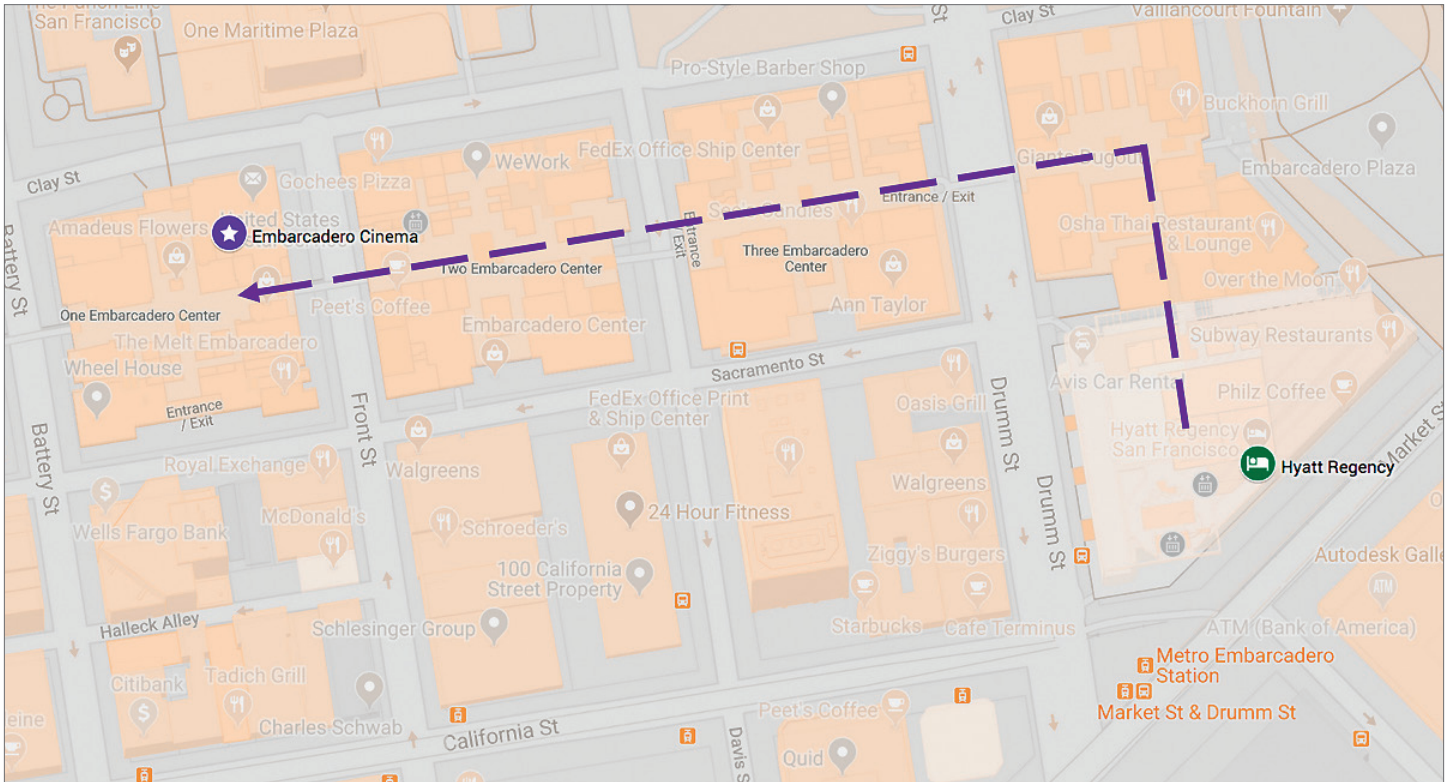 San Francisco
One Maritime Plaza
St
Clay St
Vaillancourt Fountain
Pro-Style Barber Shop
Buckhorn Grill
WeWork
FedEx Office Ship Center
Giants Dugout
Embarcadero Plaza
Clay St
Gochees Pizza
Entrance / Exit
Amadeus Flowers
United States
See's Candies
Osha Thai Restaurant
& Lounge
Battery St
Embarcadero Cinema
Entrance
/ Exit
Three Embarcadero
Center
Two Embarcadero Center
Over the Moon
One Embarcadero Center
Peet's Coffee
Ann Taylor
Embarcadero Center
Subway Restaurants
The Melt Embarcadero
Wheel House
Sacramento St
Avis Car Rental
Philz Coffee
Entrance
/ Exit
Front St
FedEx Office Print
& Ship Center
Oasis Grill
Drumm St
Hyatt Regency
San Francisco
Market St
Battery St
Royal Exchange
Walgreens
Hyatt Regency
Walgreens
Drumm St
Wells Fargo Bank
McDonald's
Schroeder's
24 Hour Fitness
Ziggy's Burgers
Autodesk Galle
100 California
Street Property
ATM
Halleck Alley
Schlesinger Group
Starbucks
Cafe Terminus
ATM (Bank of America)
Metro Embarcadero
Station
Citibank
Tadich Grill
Market St & Drumm St
Charles Schwab
California St
Peet's Coffee
Davis S
eine
Quid